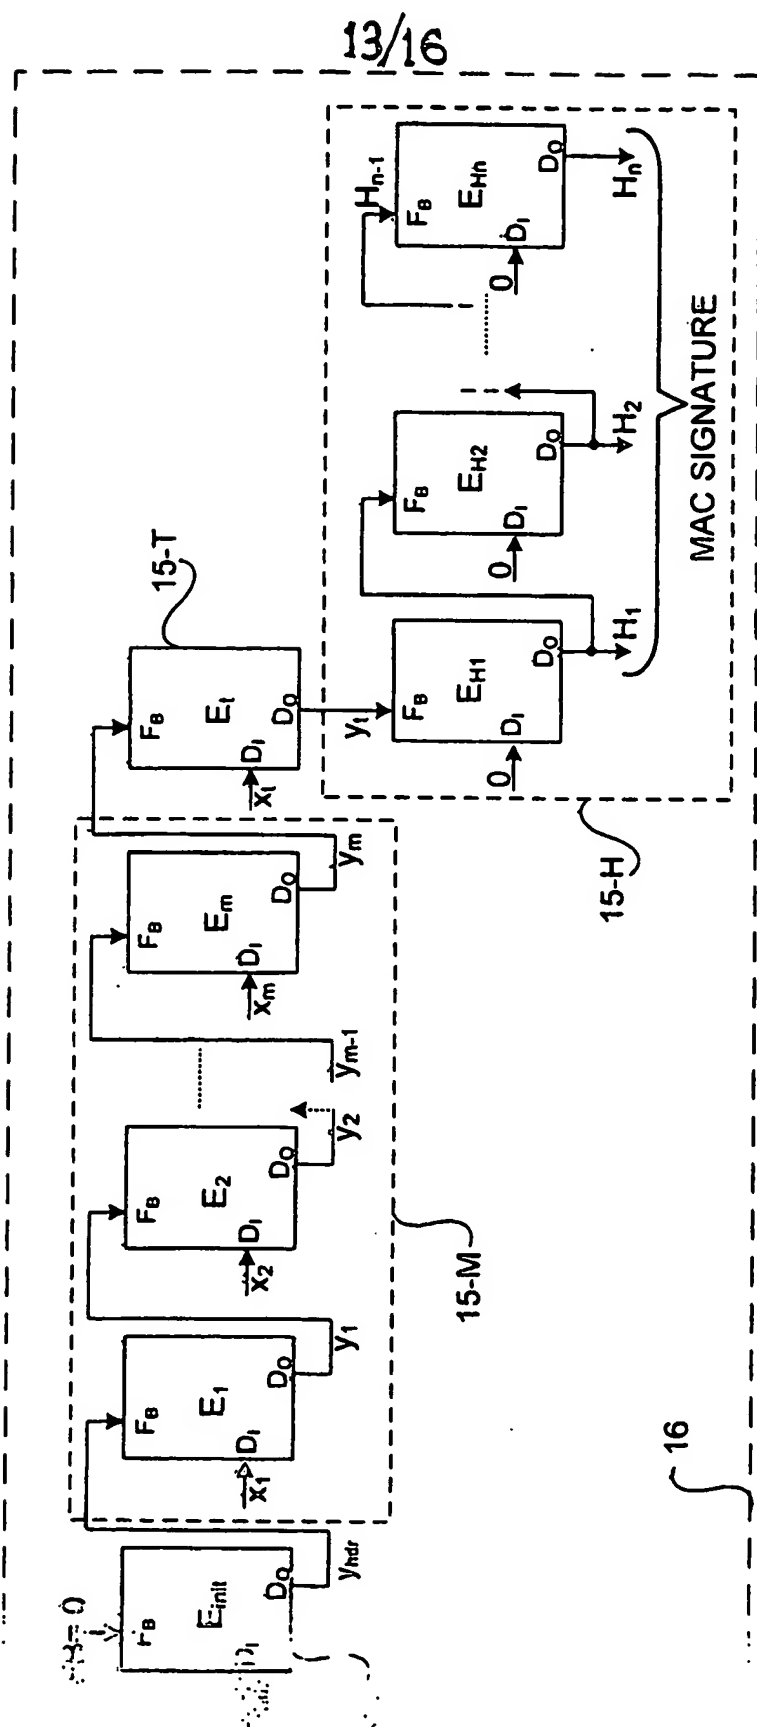 13/16
F_B
E_init
D_O
y_hdr
F_B
E_1
D_I
D_O
x_1
y_1
F_B
E_2
D_I
D_O
x_2
y_2
y_m-1
F_B
E_m
D_I
D_O
x_m
y_m
15-M
F_B
E_t
D_I
D_O
x_t
y_t
15-T
F_B
E_H1
D_I
D_O
0
H_1
F_B
E_H2
D_I
D_O
0
H_2
H_n-1
F_B
E_Hn
D_I
D_O
0
H_n
MAC SIGNATURE
15-H
16